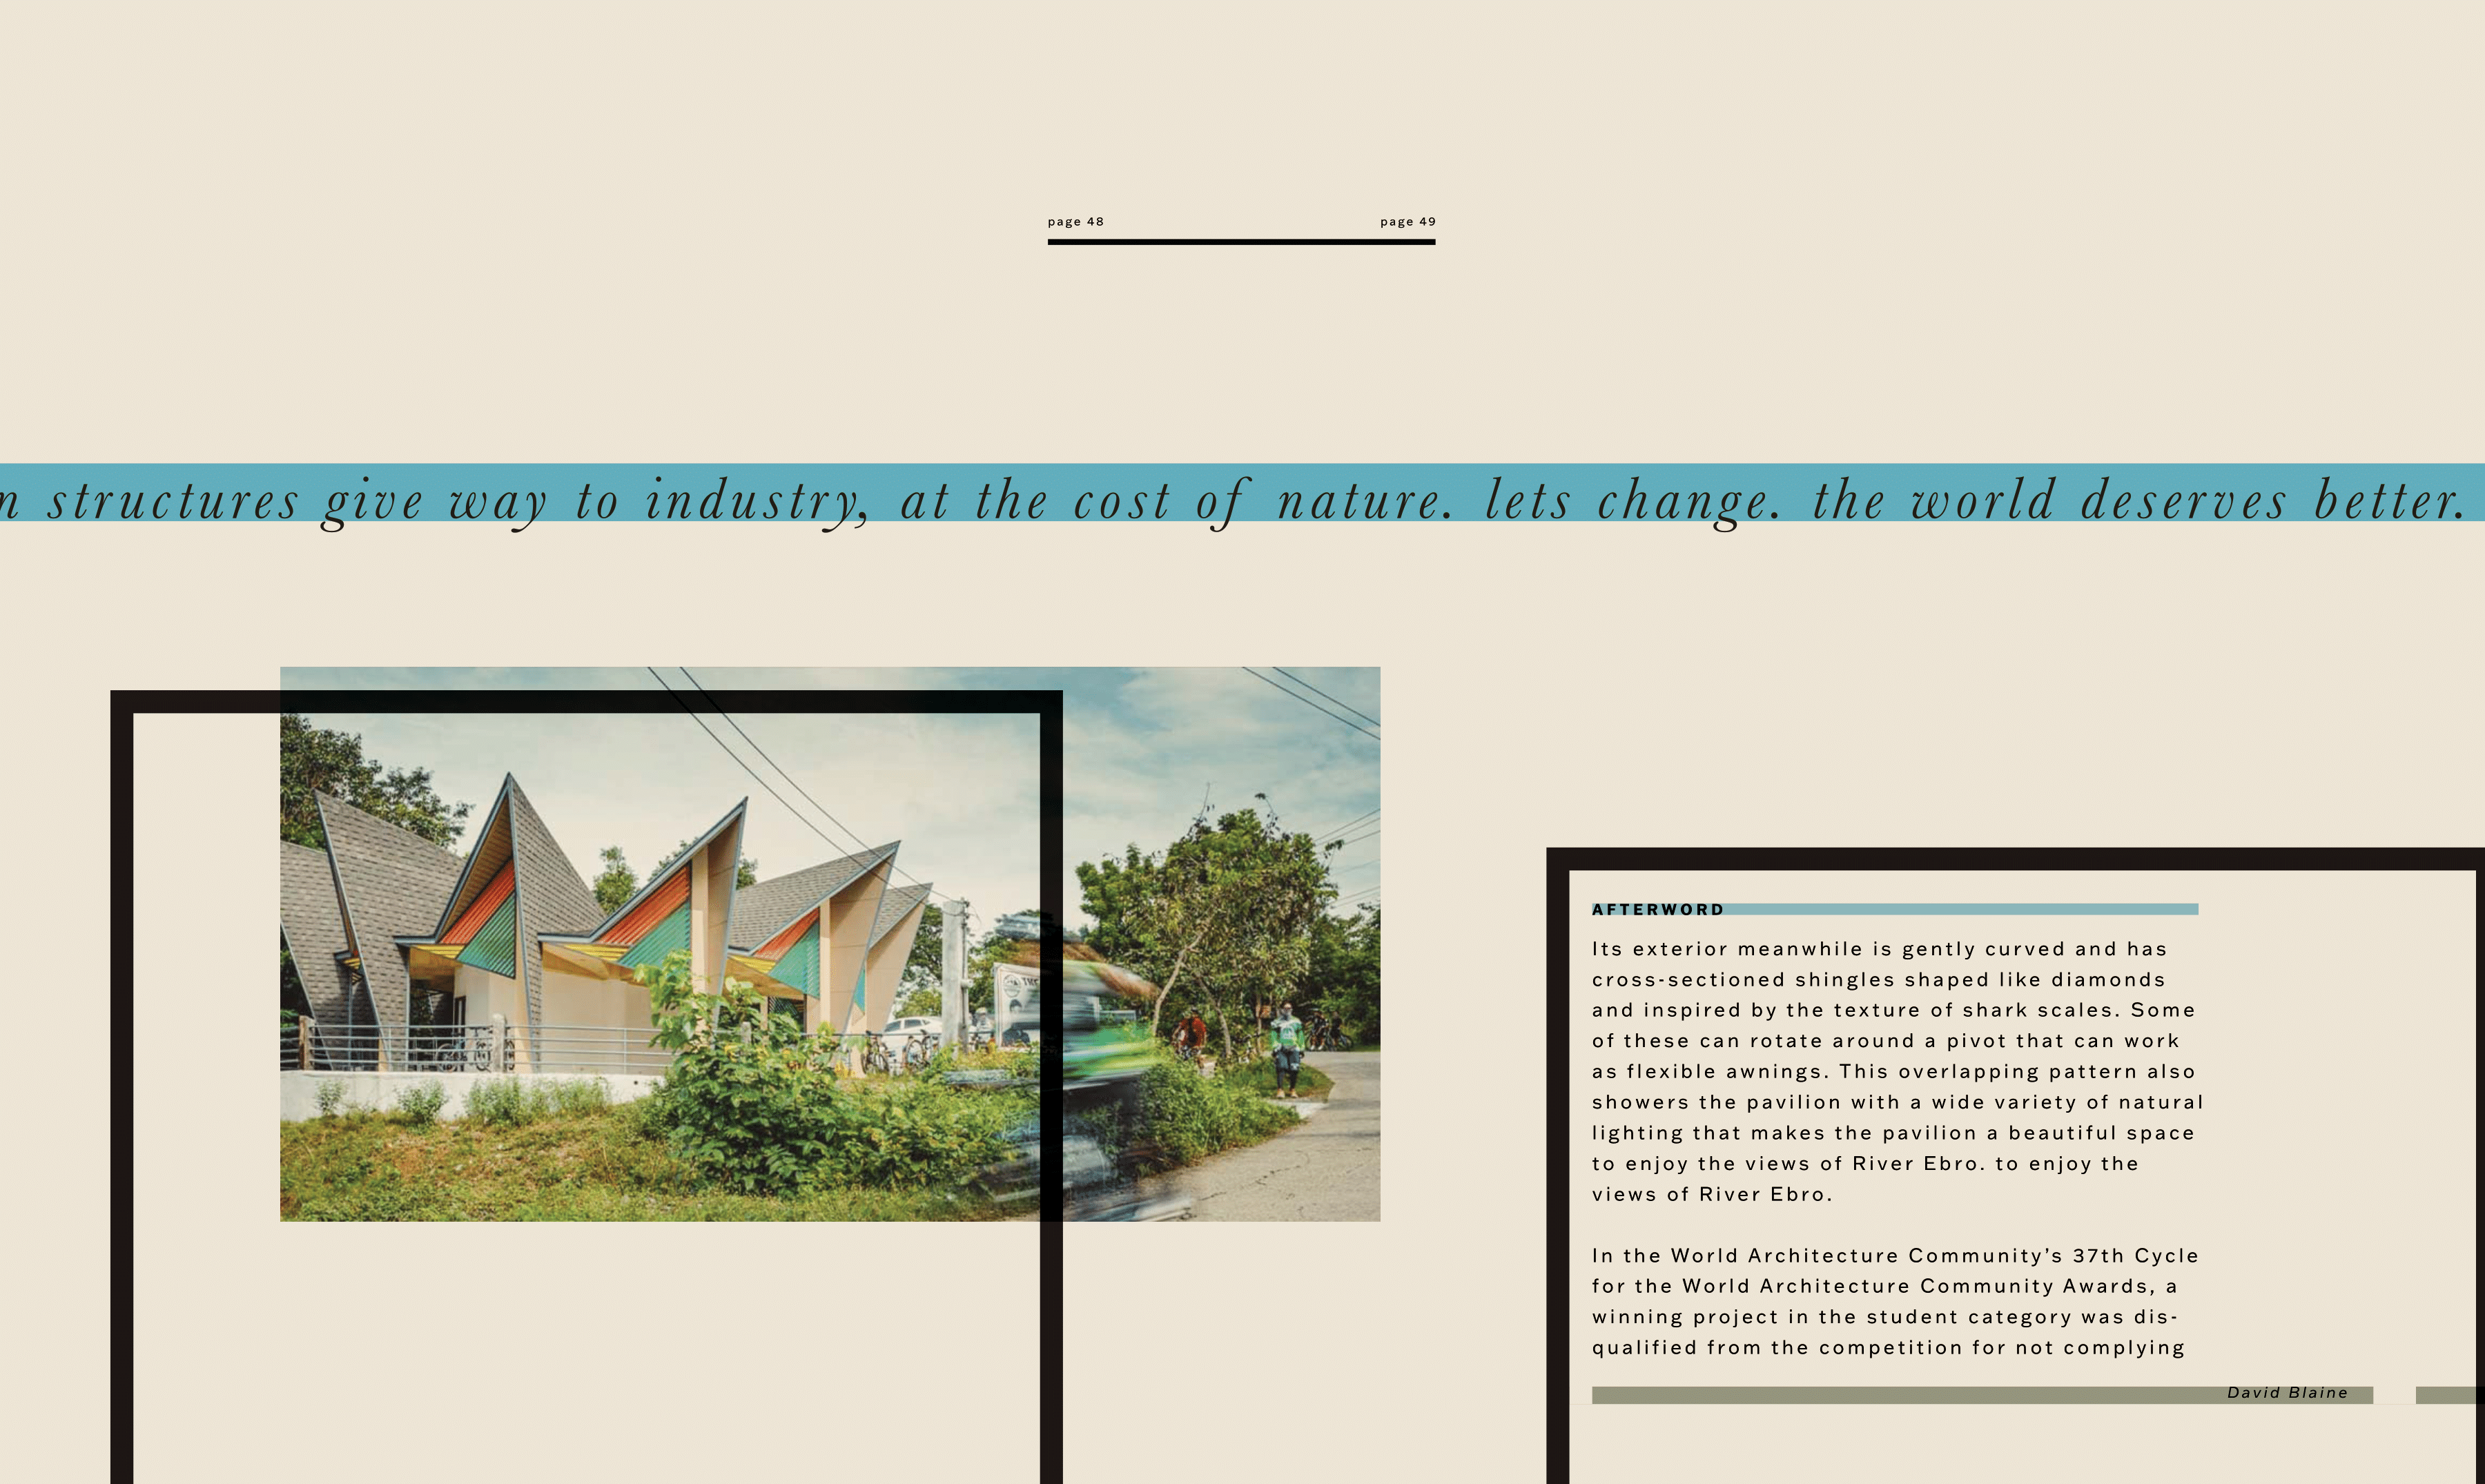 page 48
page 49
n structures give way to industry, at the cost of nature. lets change. the world deserves better.
AFTERWORD
Its exterior meanwhile is gently curved and has
cross-sectioned shingles shaped like diamonds
and inspired by the texture of shark scales. Some
of these can rotate around a pivot that can work
as flexible awnings. This overlapping pattern also
showers the pavilion with a wide variety of natural
lighting that makes the pavilion a beautiful space
to enjoy the views of River Ebro. to enjoy the
views of River Ebro.
In the World Architecture Community’s 37th Cycle
for the World Architecture Community Awards, a
winning project in the student category was dis-
qualified from the competition for not complying
David Blaine